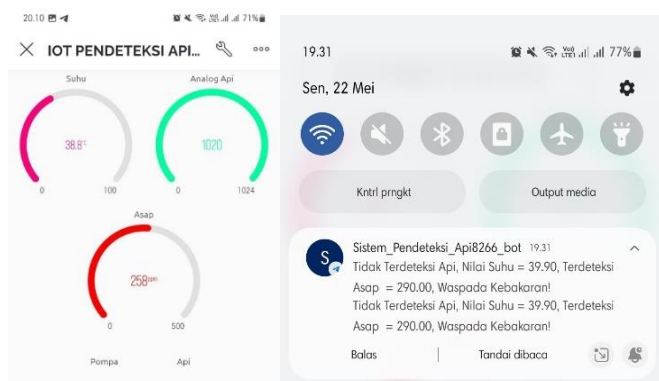 20.10 71%
IOT PENDETEKSI API...
Suhu
Analog Api
38.8°
1020
0 100
0 1024
Asap
258ppm
0 500
Pompa
Api
19.31 Vo)) LTE1 77%
Sen, 22 Mei
Kntrl prngkt
Output media
S
Sistem_Pendeteksi_Api8266_bot 19.31
Tidak Terdeteksi Api, Nilai Suhu = 39.90, Terdeteksi
Asap = 290.00, Waspada Kebakaran!
Tidak Terdeteksi Api, Nilai Suhu = 39.90, Terdeteksi
Asap = 290.00, Waspada Kebakaran!
Balas
Tandai dibaca